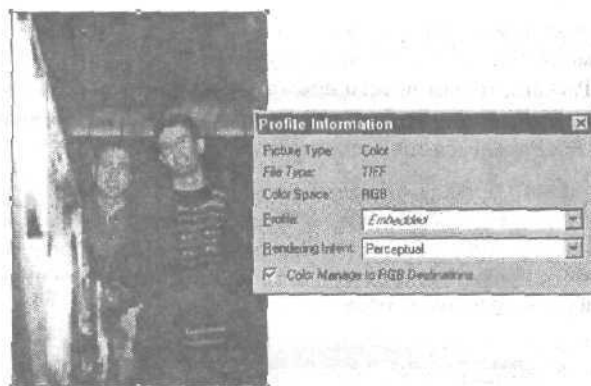 Profile Information
Picture Type: Color
File Type: TIFF
Color Space: RGB
Profile: Embedded
Rendering Intent: Perceptual
Color Manage to RGB Destinations